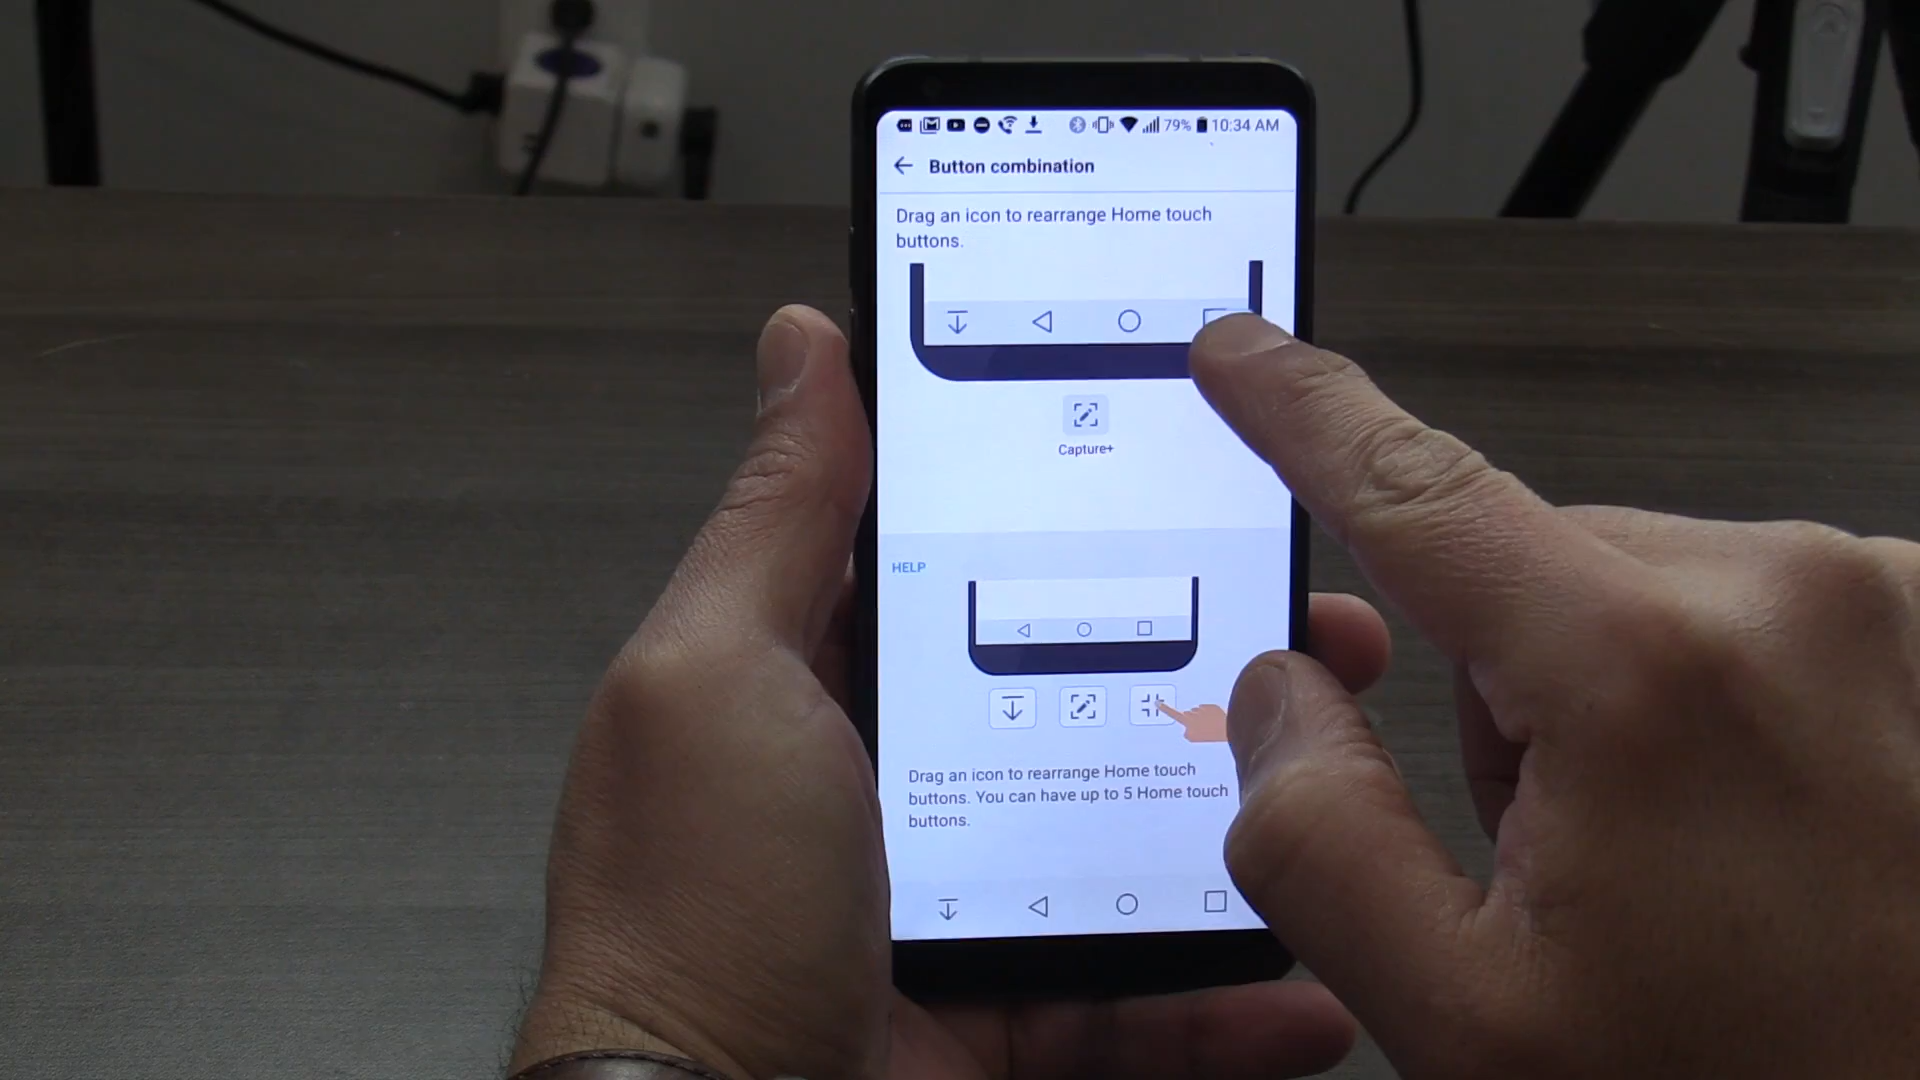 79% 10:34 AM
Button combination
Drag an icon to rearrange Home touch
buttons.
Capture+
HELP
Drag an icon to rearrange Home touch
buttons. You can have up to 5 Home touch
buttons.